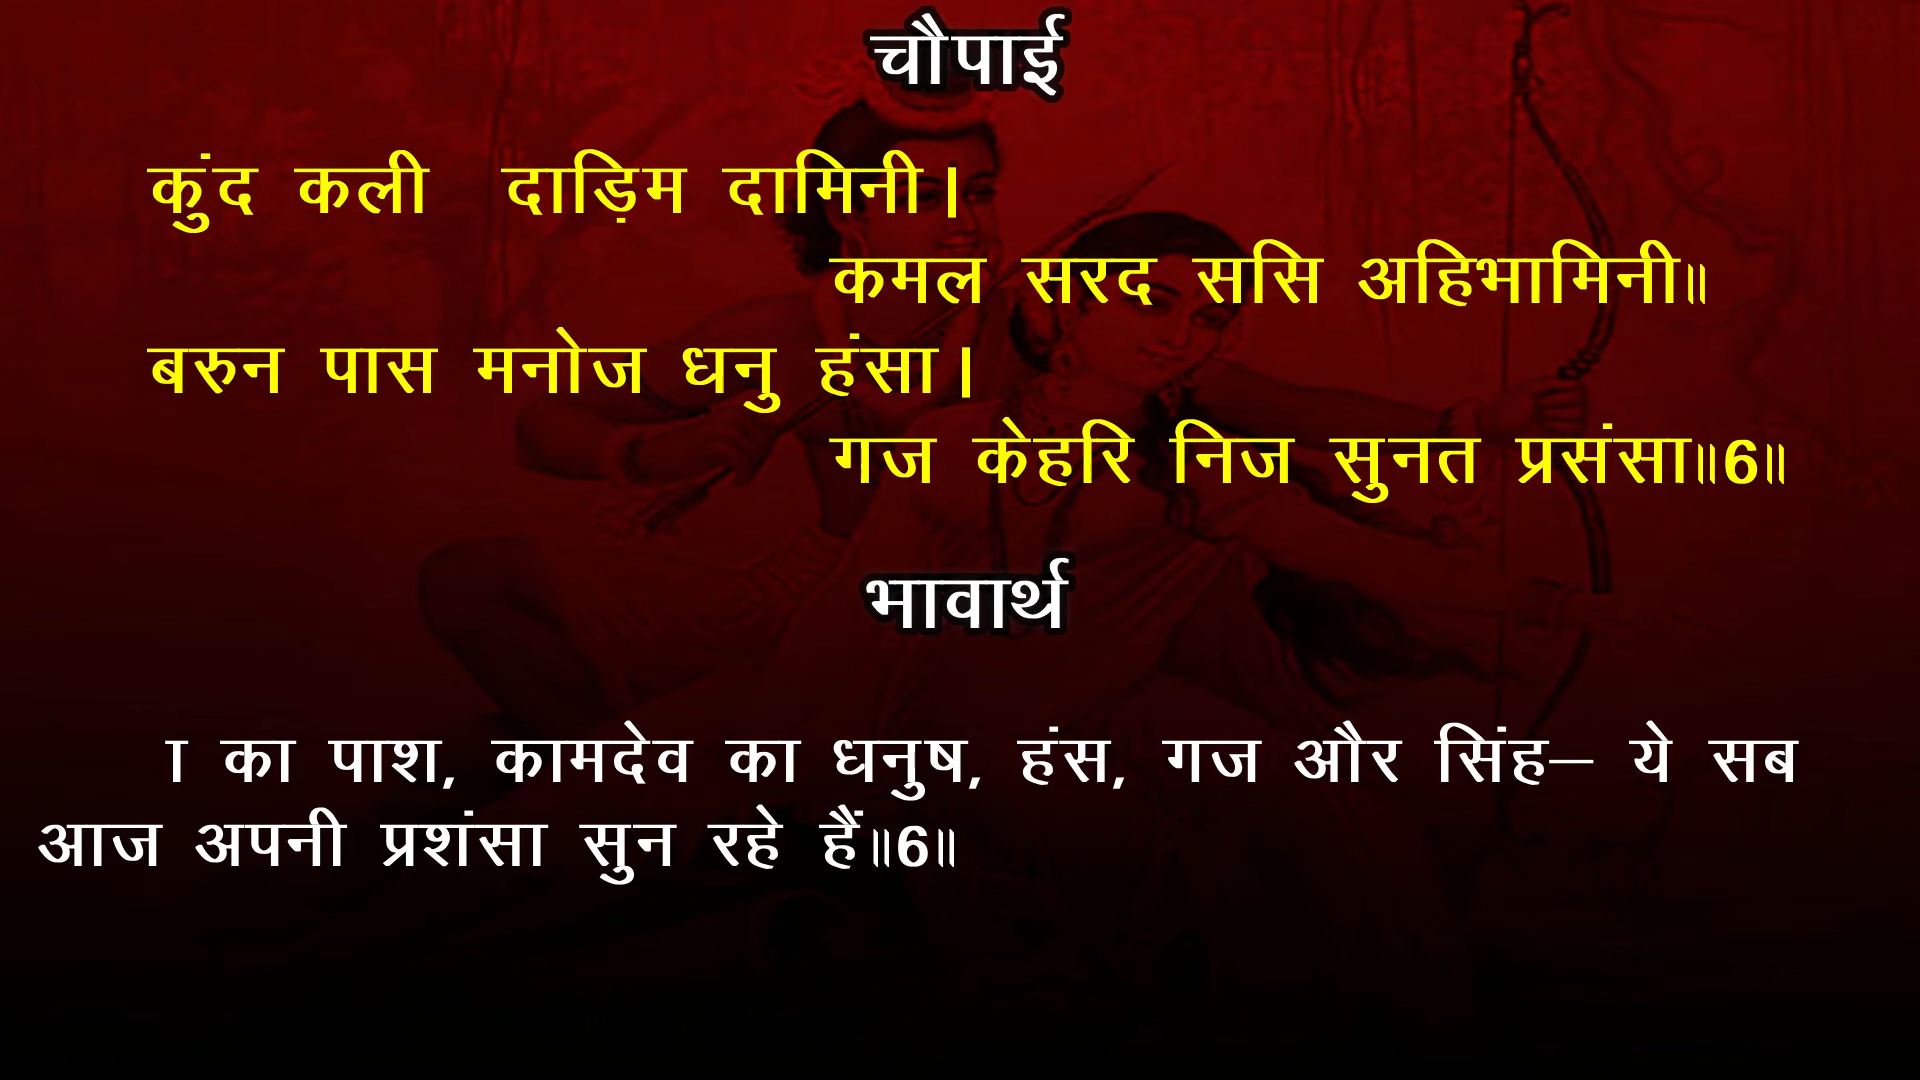 चौपाई
कुंद कली दाड़िम दामिनी।
कमल सरद ससि अहिभामिनी॥
बरुन पास मनोज धनु हंसा।
गज केहरि निज सुनत प्रसंसा॥6॥
भावार्थ
ा का पाश, कामदेव का धनुष, हंस, गज और सिंह— ये सब
आज अपनी प्रशंसा सुन रहे हैं॥6॥